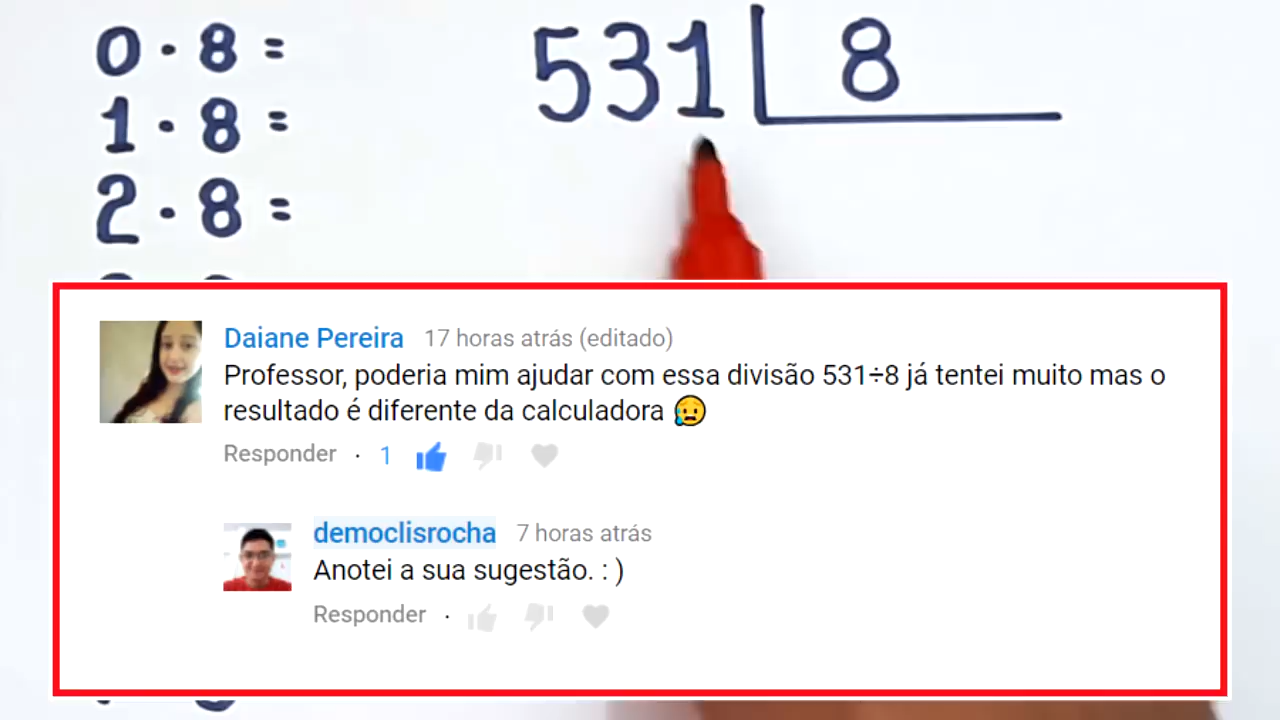 0 · 8 =
531 8
1 · 8 =
2 · 8 =
Daiane Pereira 17 horas atrás (editado)
Professor, poderia mim ajudar com essa divisão 531÷8 já tentei muito mas o
resultado é diferente da calculadora 😥
Responder · 1
democlisrocha 7 horas atrás
Anotei a sua sugestão. : )
Responder ·